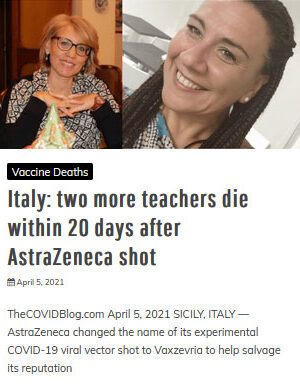 Vaccine Deaths
Italy: two more teachers die
within 20 days after
AstraZeneca shot
April 5, 2021
TheCOVIDBlog.com April 5, 2021 SICILY, ITALY —
AstraZeneca changed the name of its experimental
COVID-19 viral vector shot to Vaxzevria to help salvage
its reputation